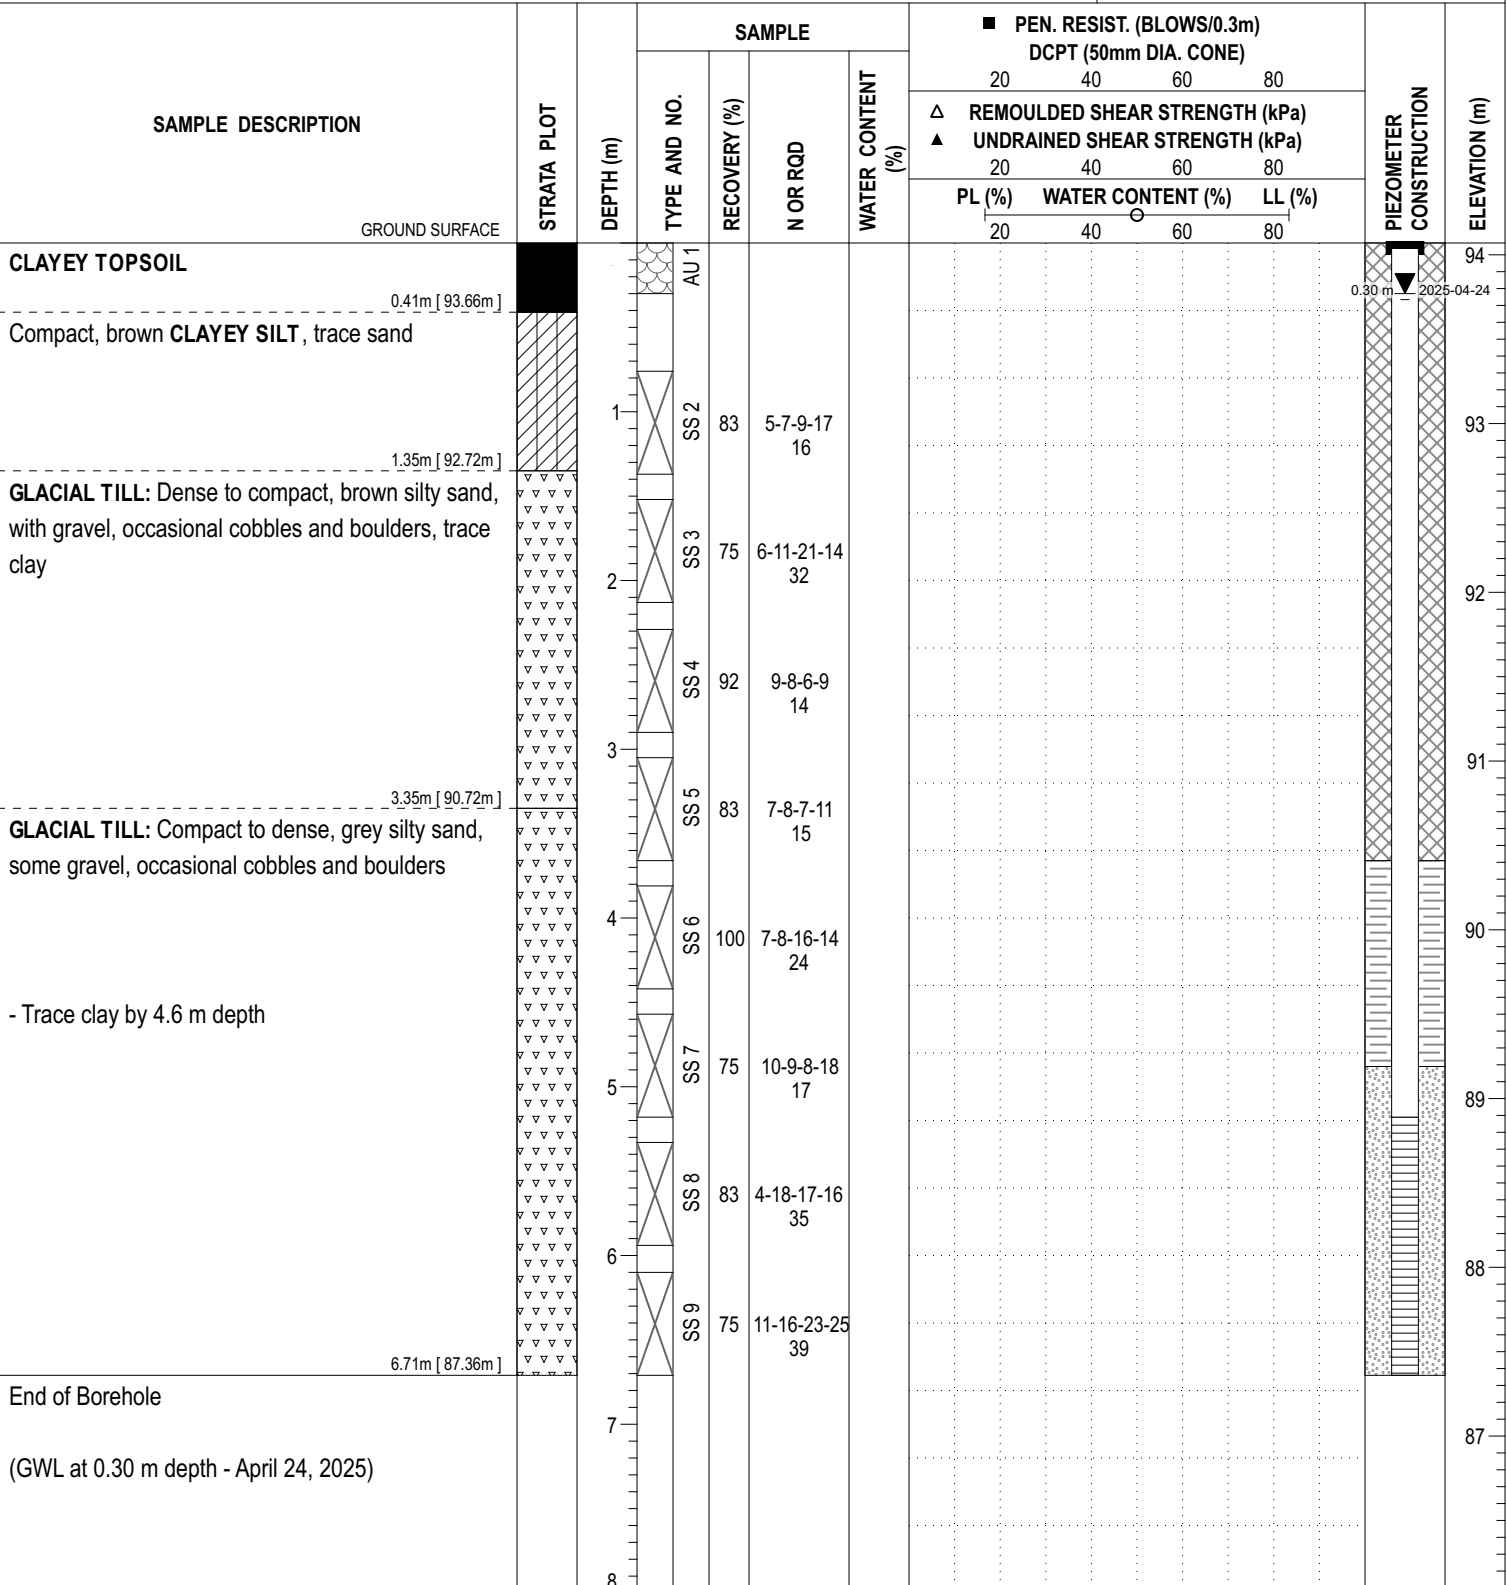 SAMPLE DESCRIPTION
GROUND SURFACE
STRATA PLOT
DEPTH (m)
SAMPLE
TYPE AND NO.
RECOVERY (%)
N OR RQD
WATER CONTENT
(%)
■ PEN. RESIST. (BLOWS/0.3m)
DCPT (50mm DIA. CONE)
20 40 60 80
△ REMOULDED SHEAR STRENGTH (kPa)
▲ UNDRAINED SHEAR STRENGTH (kPa)
20 40 60 80
PL (%) WATER CONTENT (%) LL (%)
20 40 60 80
PIEZOMETER
CONSTRUCTION
ELEVATION (m)
CLAYEY TOPSOIL
0.41m [ 93.66m ]
AU 1
94
0.30 m 2025-04-24
Compact, brown CLAYEY SILT, trace sand
1.35m [ 92.72m ]
1
SS 2
83
5-7-9-17
16
93
GLACIAL TILL: Dense to compact, brown silty sand,
with gravel, occasional cobbles and boulders, trace
clay
SS 3
75
6-11-21-14
32
2
92
SS 4
92
9-8-6-9
14
3
91
3.35m [ 90.72m ]
SS 5
83
7-8-7-11
15
GLACIAL TILL: Compact to dense, grey silty sand,
some gravel, occasional cobbles and boulders
4
SS 6
100
7-8-16-14
24
90
- Trace clay by 4.6 m depth
SS 7
75
10-9-8-18
17
5
89
SS 8
83
4-18-17-16
35
6
88
SS 9
75
11-16-23-25
39
6.71m [ 87.36m ]
End of Borehole
7
87
(GWL at 0.30 m depth - April 24, 2025)
8